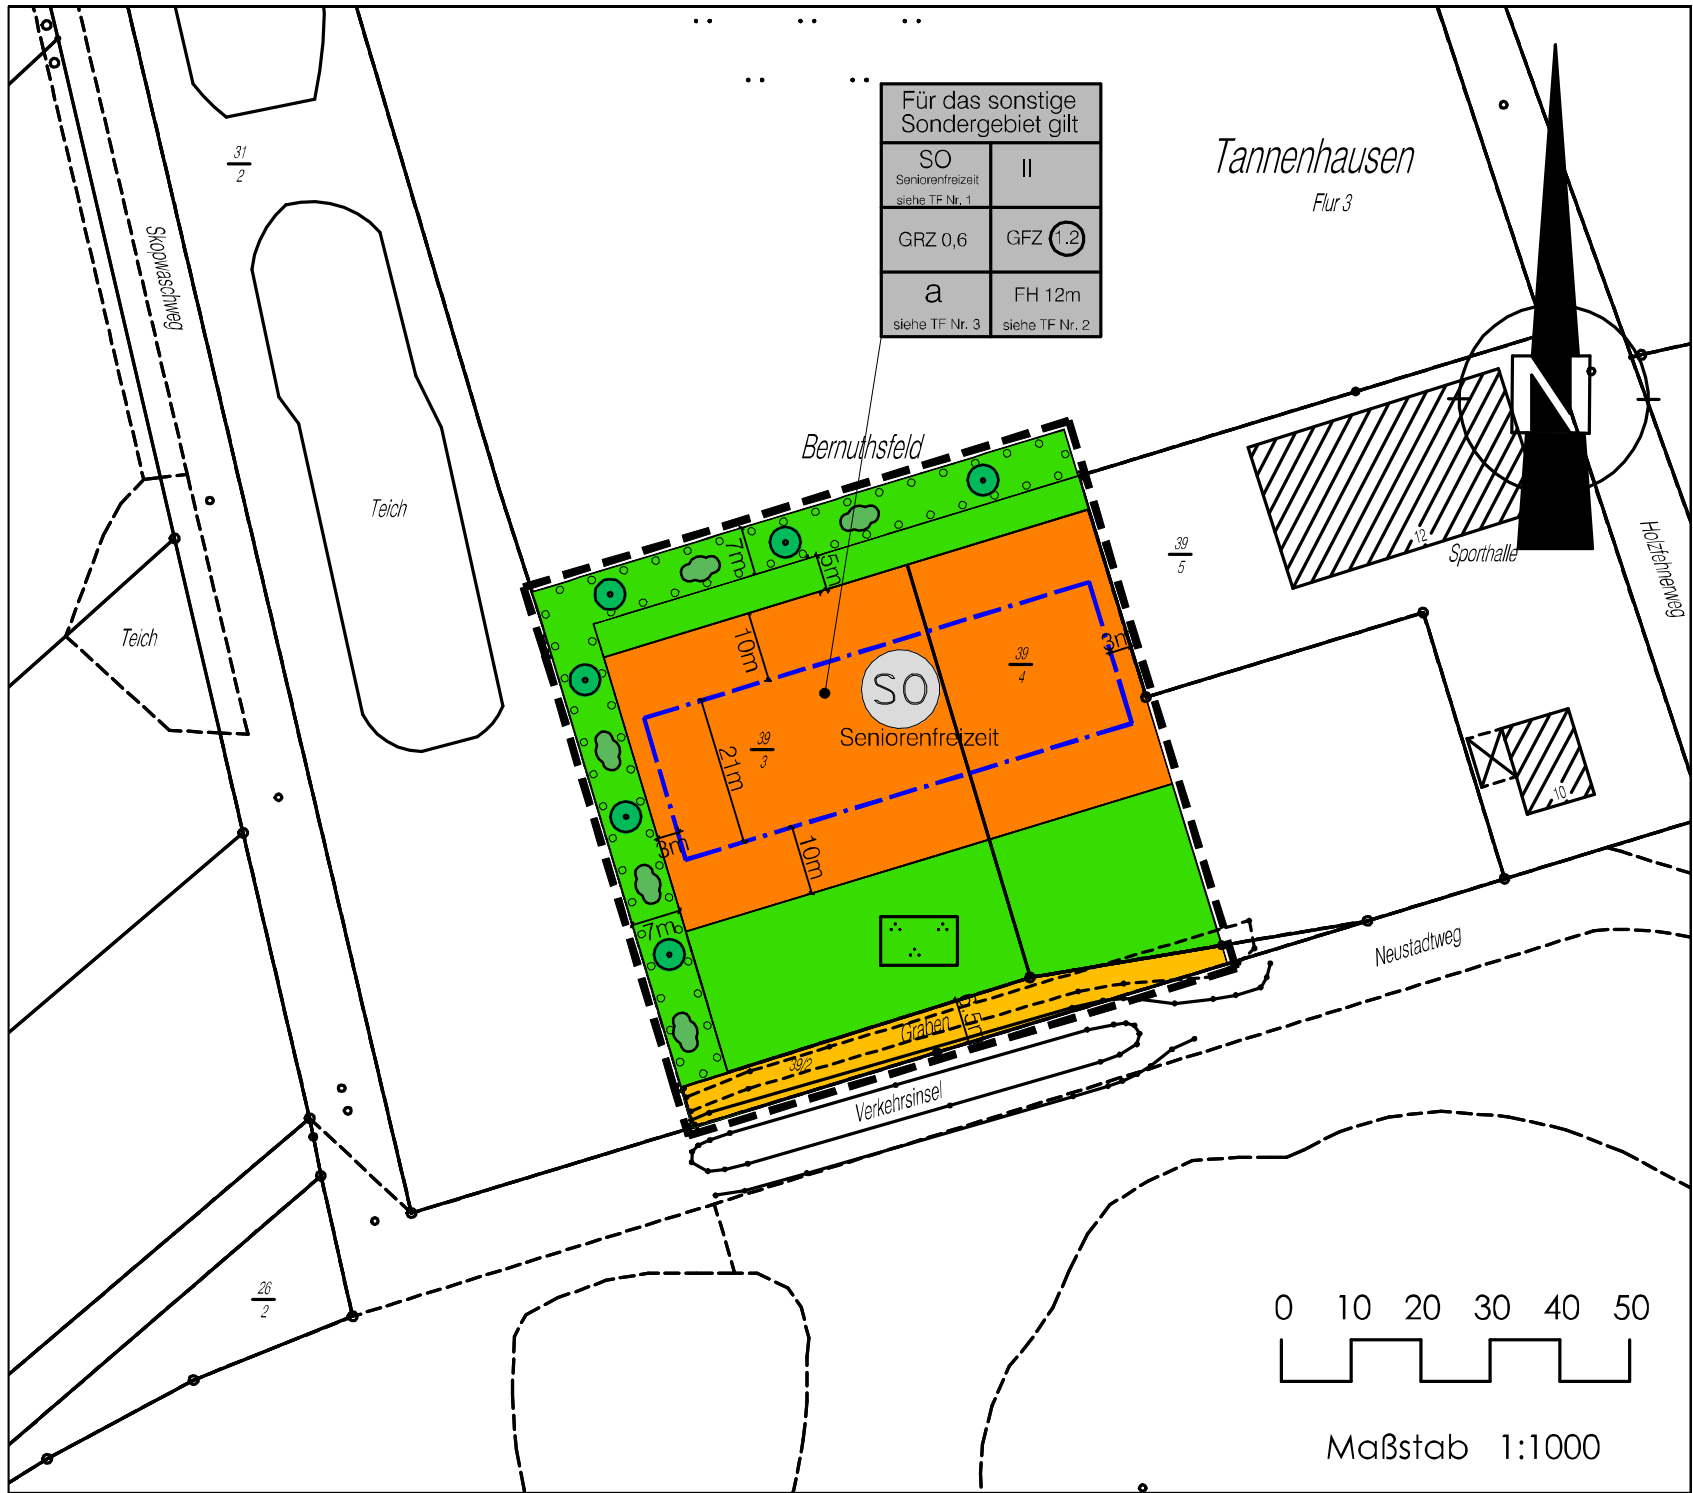 Für das sonstige
Sondergebiet gilt
SO
Seniorenfreizeit
siehe TF Nr. 1
II
GRZ 0,6
GFZ 1.2
a
siehe TF Nr. 3
FH 12m
siehe TF Nr. 2
Tannenhausen
Flur 3
31
2
Skopwaschweg
N
Bernuthsfeld
Teich
Teich
7m
5m
10m
39
5
12
Sporthalle
Holzfehnerweg
3m
39
4
SO
Seniorenfreizeit
39
3
21m
3m
10m
10
7m
Neustadtweg
Graben
6.5m
39/2
Verkehrsinsel
26
2
0 10 20 30 40 50
Maßstab 1:1000